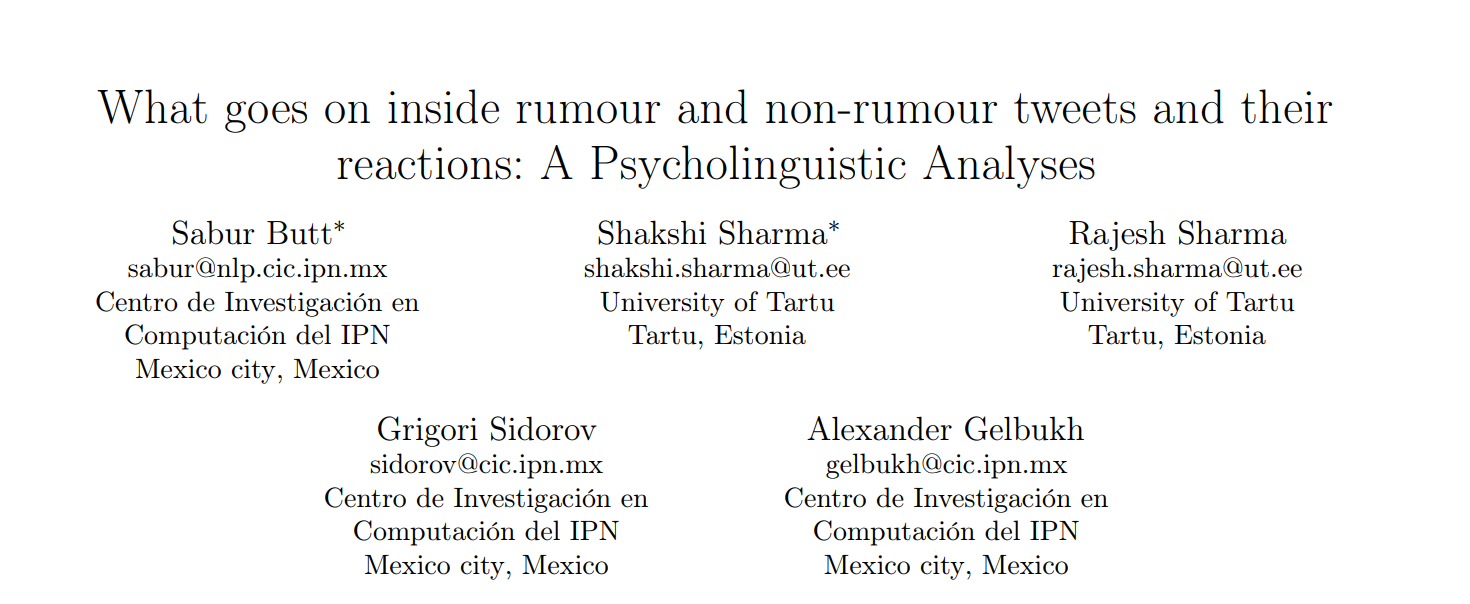 What goes on inside rumour and non-rumour tweets and their
reactions: A Psycholinguistic Analyses
Sabur Butt*
sabur@nlp.cic.ipn.mx
Centro de Investigación en
Computación del IPN
Mexico city, Mexico
Shakshi Sharma*
shakshi.sharma@ut.ee
University of Tartu
Tartu, Estonia
Rajesh Sharma
rajesh.sharma@ut.ee
University of Tartu
Tartu, Estonia
Grigori Sidorov
sidorov@cic.ipn.mx
Centro de Investigación en
Computación del IPN
Mexico city, Mexico
Alexander Gelbukh
gelbukh@cic.ipn.mx
Centro de Investigación en
Computación del IPN
Mexico city, Mexico